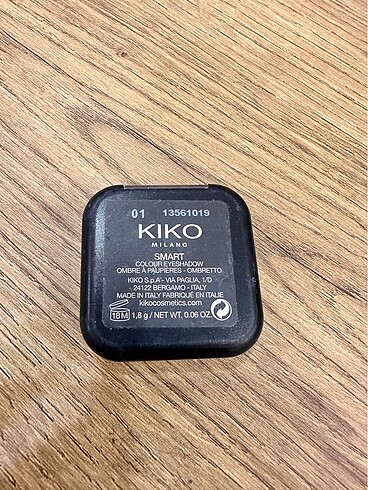 01 13561019
KIKO
MILANO
SMART
COLOUR EYESHADOW
OMBRE À PAUPIÈRES - OMBRETTO
KIKO S.p.A - VIA PAGLIA, 1/D
24122 BERGAMO - ITALY
MADE IN ITALY FABRIQUÉ EN ITALIE
kikocosmetics.com
18M 1,8 g / NET WT. 0.06 OZ.